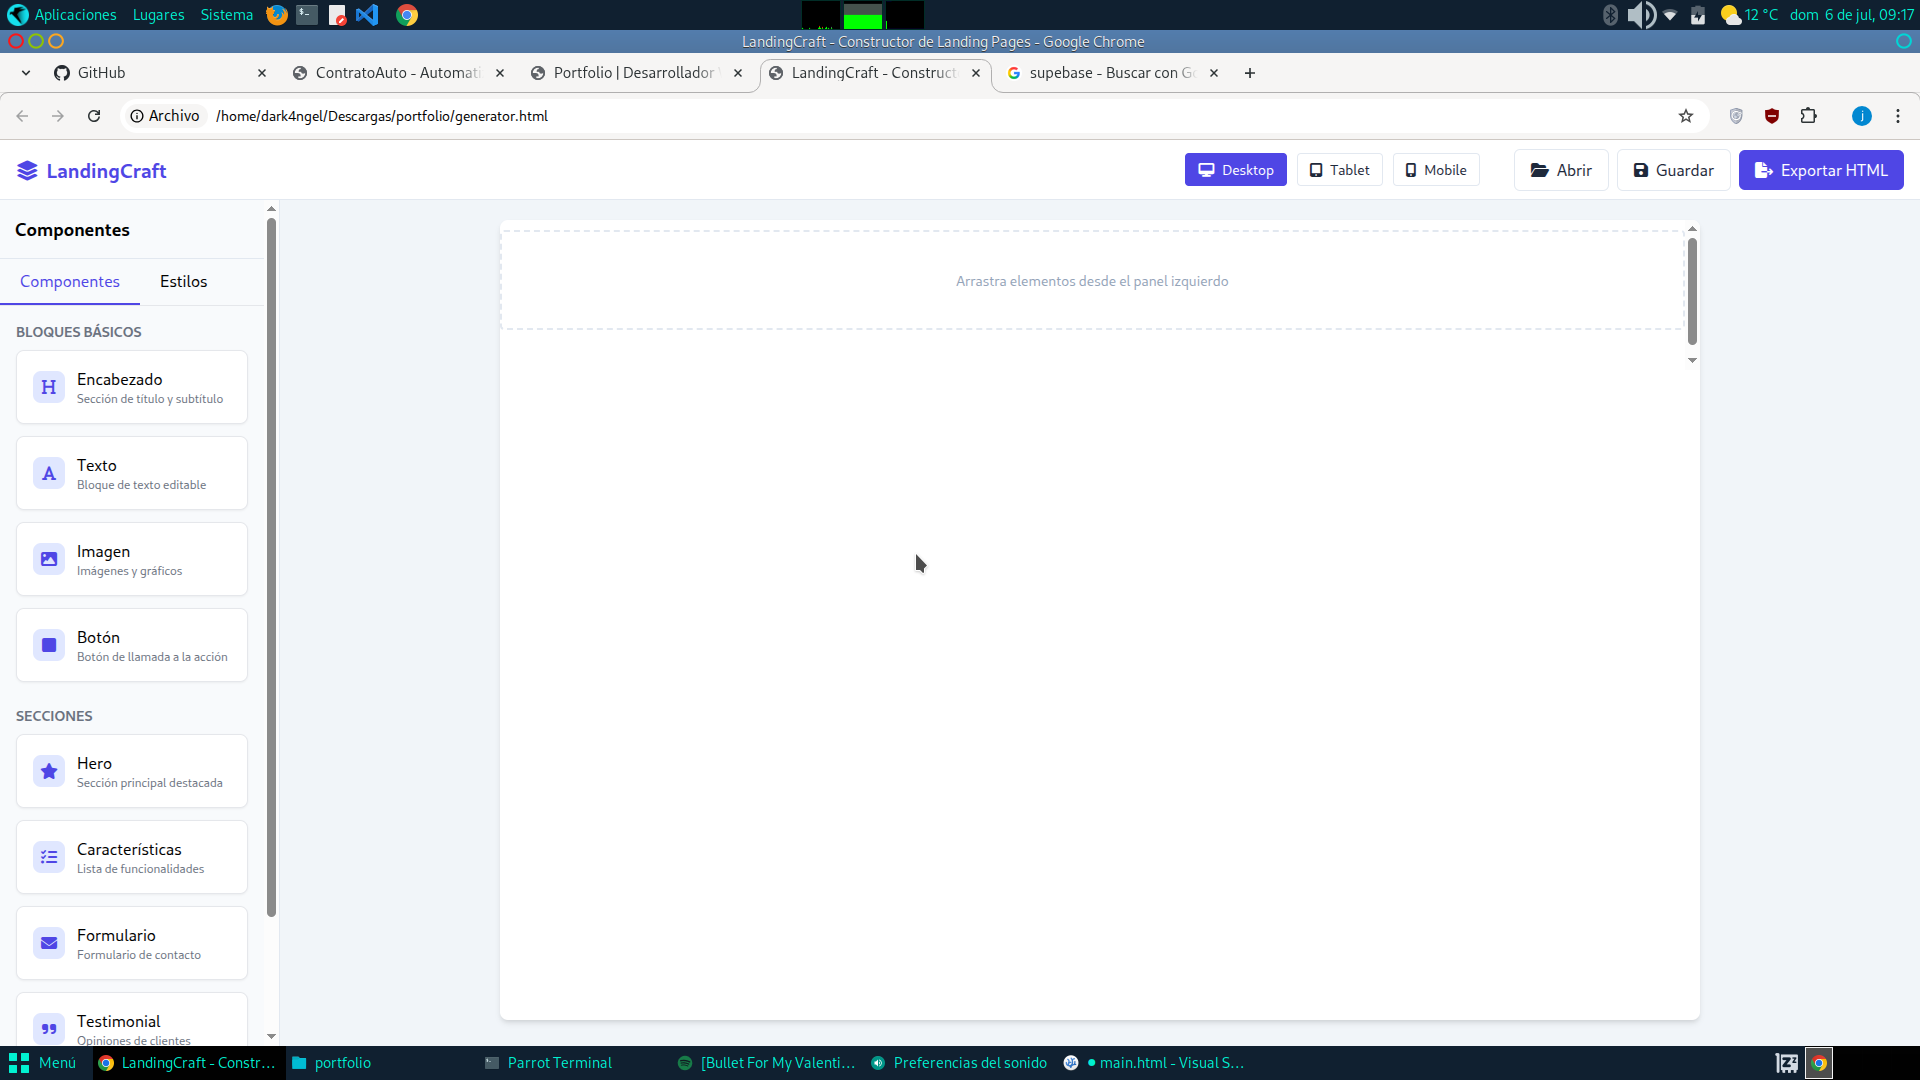 Aplicaciones Lugares Sistema 12 °C dom 6 de jul, 09:17
LandingCraft - Constructor de Landing Pages - Google Chrome
GitHub ContratoAuto - Automati Portfolio | Desarrollador LandingCraft - Construct supebase - Buscar con G
Archivo /home/dark4ngel/Descargas/portfolio/generator.html j
LandingCraft Desktop Tablet Mobile Abrir Guardar Exportar HTML
Componentes
Componentes Estilos
Arrastra elementos desde el panel izquierdo
BLOQUES BÁSICOS
Encabezado
Sección de título y subtítulo
Texto
Bloque de texto editable
Imagen
Imágenes y gráficos
Botón
Botón de llamada a la acción
SECCIONES
Hero
Sección principal destacada
Características
Lista de funcionalidades
Formulario
Formulario de contacto
Testimonial
Opiniones de clientes
Menú LandingCraft - Constr... portfolio Parrot Terminal [Bullet For My Valenti... Preferencias del sonido ● main.html - Visual S...